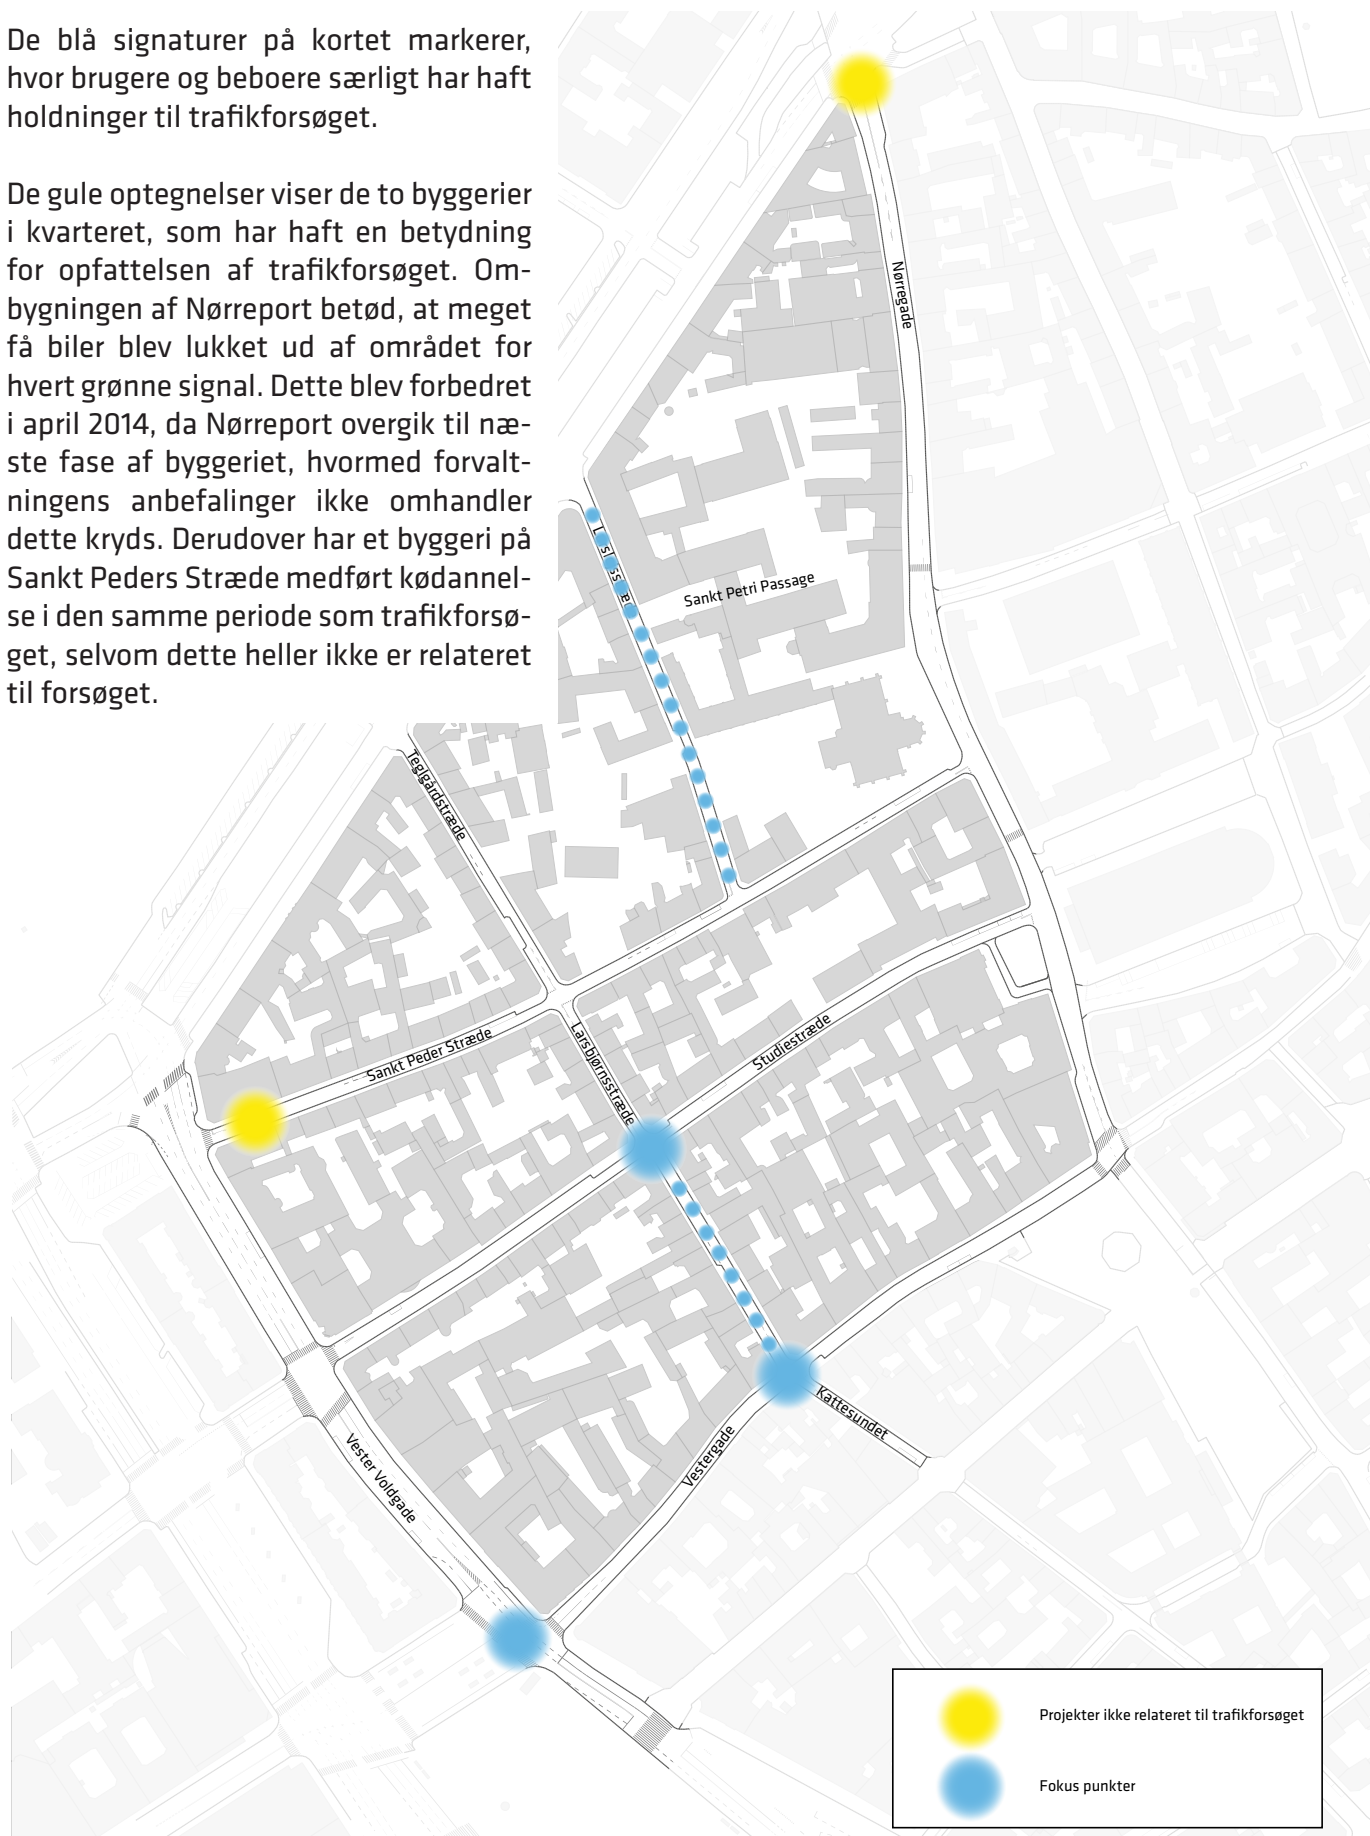 De blå signaturer på kortet markerer,
hvor brugere og beboere særligt har haft
holdninger til trafikforsøget.
De gule optegnelser viser de to byggerier
i kvarteret, som har haft en betydning
for opfattelsen af trafikforsøget. Om-
bygningen af Nørreport betød, at meget
få biler blev lukket ud af området for
hvert grønne signal. Dette blev forbedret
i april 2014, da Nørreport overgik til næ-
ste fase af byggeriet, hvormed forvalt-
ningens anbefalinger ikke omhandler
dette kryds. Derudover har et byggeri på
Sankt Peders Stræde medført kødannel-
se i den samme periode som trafikforsø-
get, selvom dette heller ikke er relateret
til forsøget.
Nørregade
Sankt Petri Passage
Teglgårdstræde
Sankt Peder Stræde
Larsbjørnsstræde
Studiestræde
Kattesundet
Vestergade
Vester Voldgade
Projekter ikke relateret til trafikforsøget
Fokus punkter